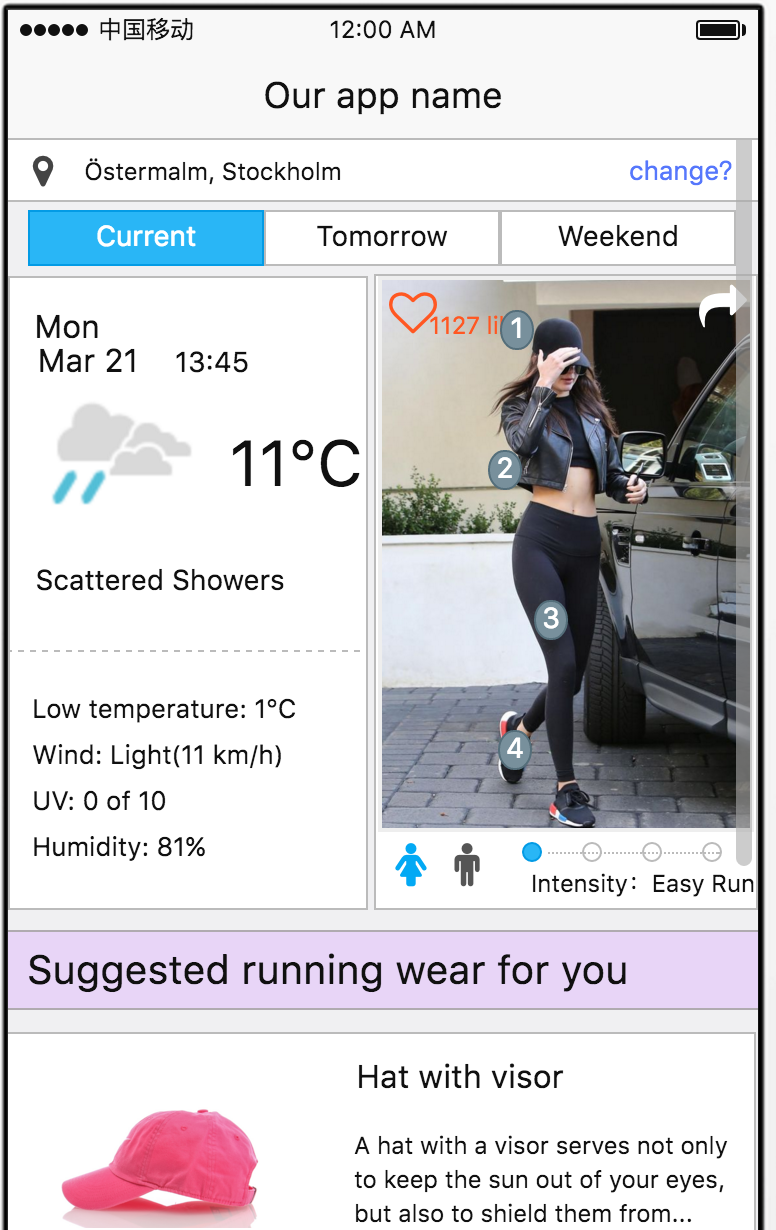 中国移动 12:00 AM
Our app name
Östermalm, Stockholm change?
Current Tomorrow Weekend
Mon
Mar 21 13:45
11°C
Scattered Showers
Low temperature: 1°C
Wind: Light(11 km/h)
UV: 0 of 10
Humidity: 81%
1127 li
1
2
3
4
Intensity： Easy Run
Suggested running wear for you
Hat with visor
A hat with a visor serves not only
to keep the sun out of your eyes,
but also to shield them from...